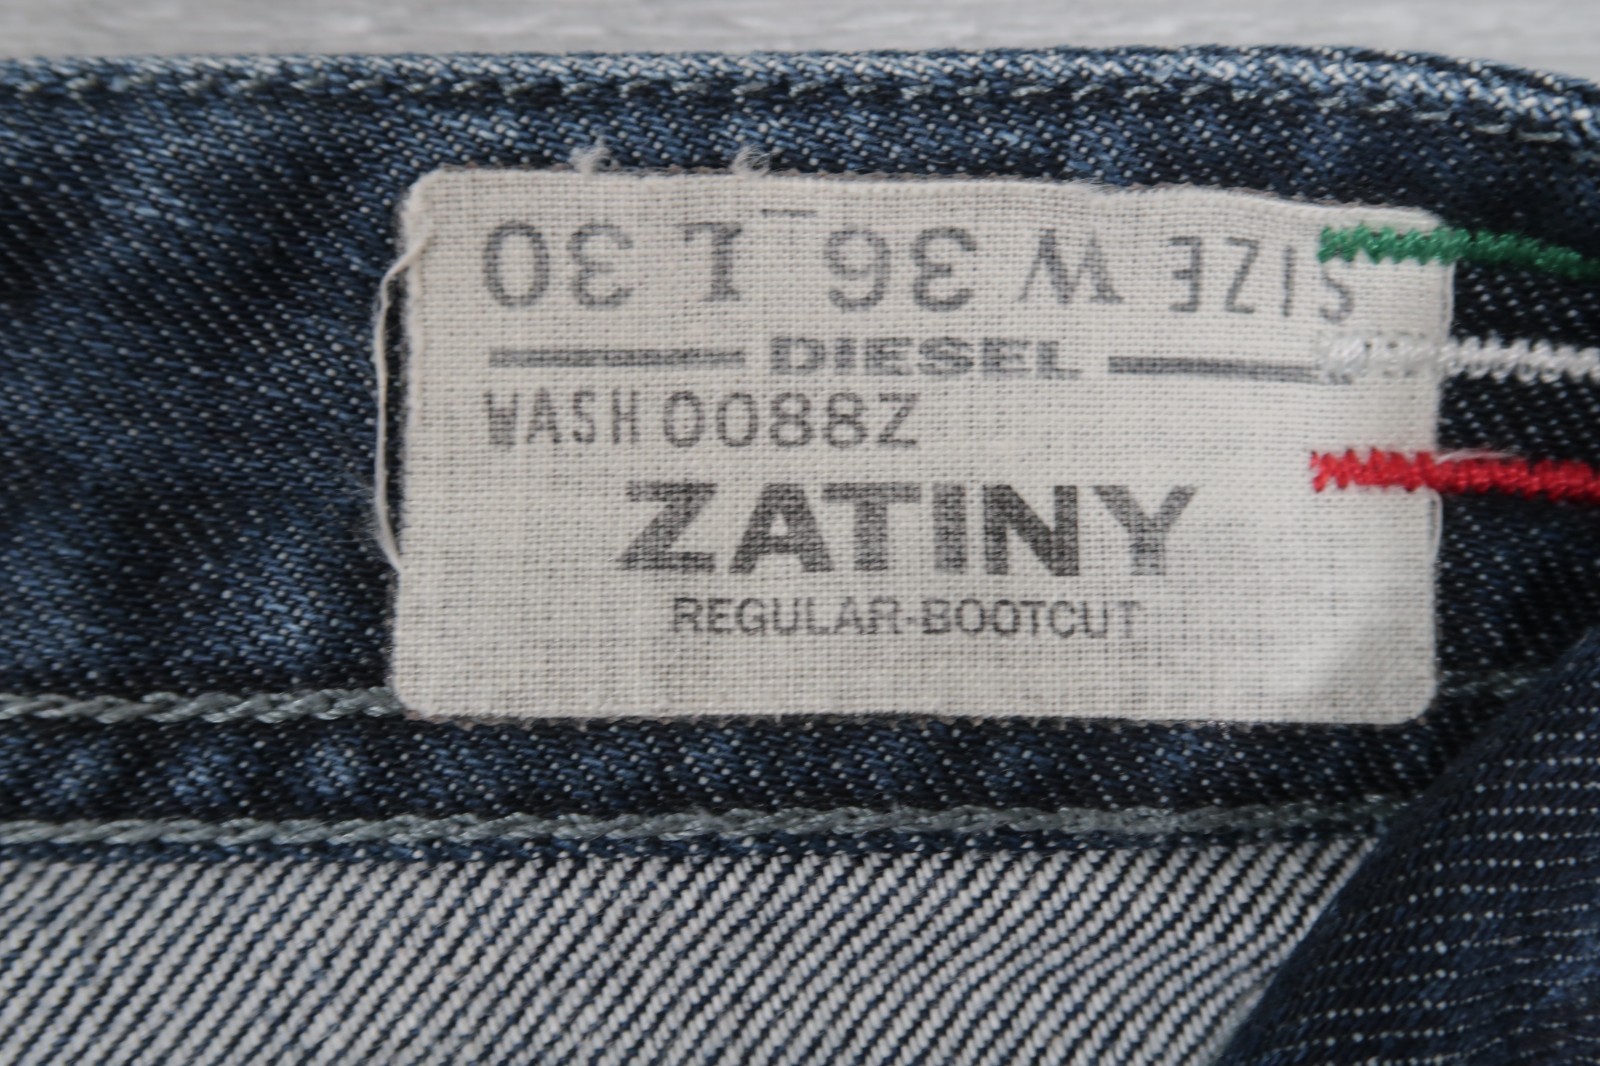 SIZE W 36 L 30
DIESEL
WASH 0088Z
ZATINY
REGULAR-BOOTCUT